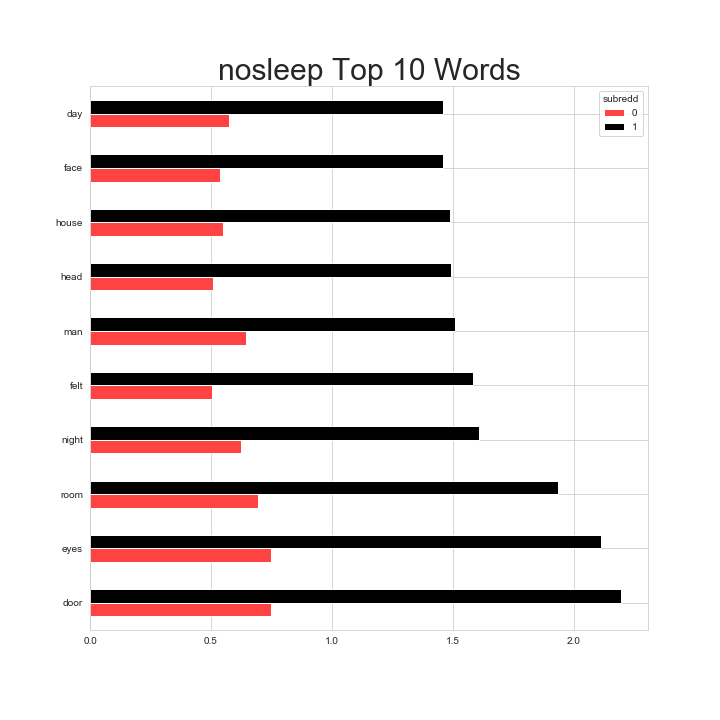 nosleep Top 10 Words
subredd
0
1
day
face
house
head
man
felt
night
room
eyes
door
0.0 0.5 1.0 1.5 2.0